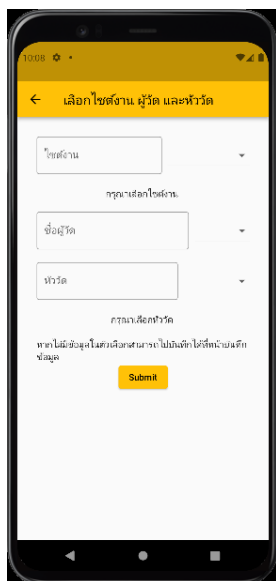 10:08
เลือกไซต์งาน ผู้วัด และหัววัด
ไซต์งาน
กรุณาเลือกไซต์งาน
ชื่อผู้วัด
หัววัด
กรุณาเลือกหัววัด
หากไม่มีข้อมูลในตัวเลือกสามารถไปบันทึกได้ที่หน้าบันทึก
ข้อมูล
Submit